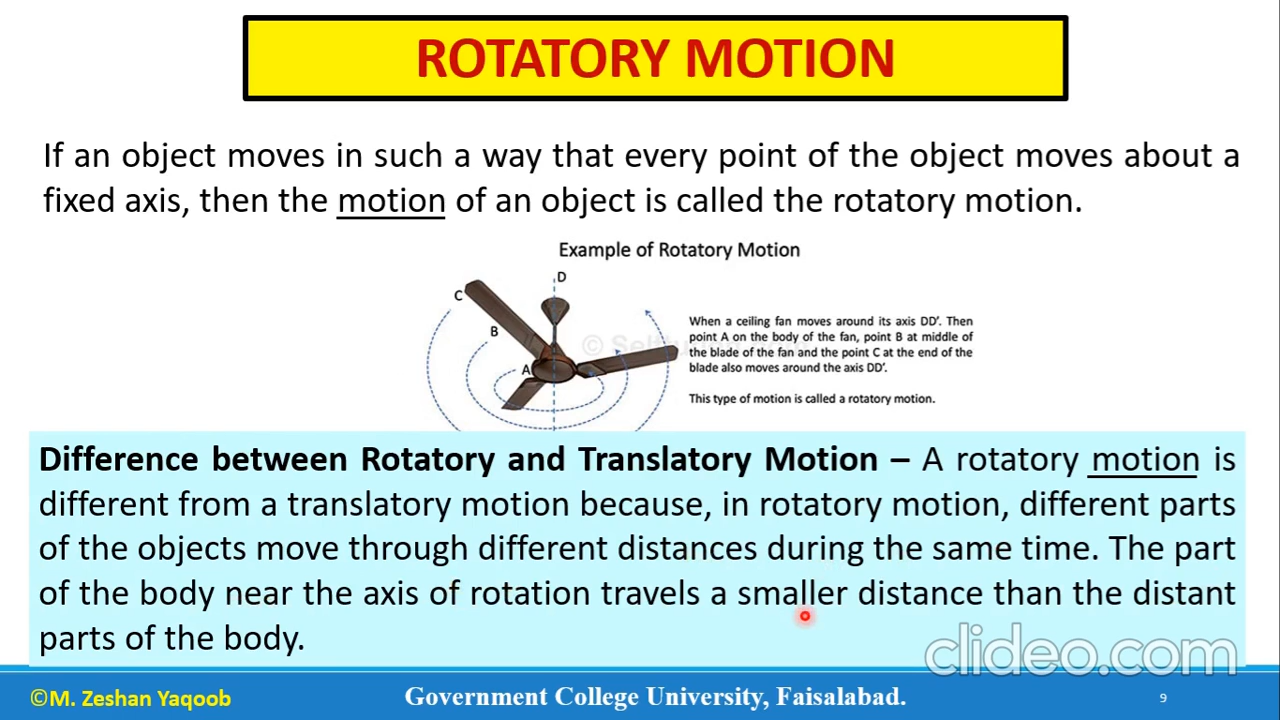 ROTATORY MOTION
If an object moves in such a way that every point of the object moves about a
fixed axis, then the motion of an object is called the rotatory motion.
Example of Rotatory Motion
D
C
B
A
When a ceiling fan moves around its axis DD'. Then
point A on the body of the fan, point B at middle of
the blade of the fan and the point C at the end of the
blade also moves around the axis DD'.
This type of motion is called a rotatory motion.
Difference between Rotatory and Translatory Motion – A rotatory motion is
different from a translatory motion because, in rotatory motion, different parts
of the objects move through different distances during the same time. The part
of the body near the axis of rotation travels a smaller distance than the distant
parts of the body.
clideo.com
©M. Zeshan Yaqoob
Government College University, Faisalabad.
9